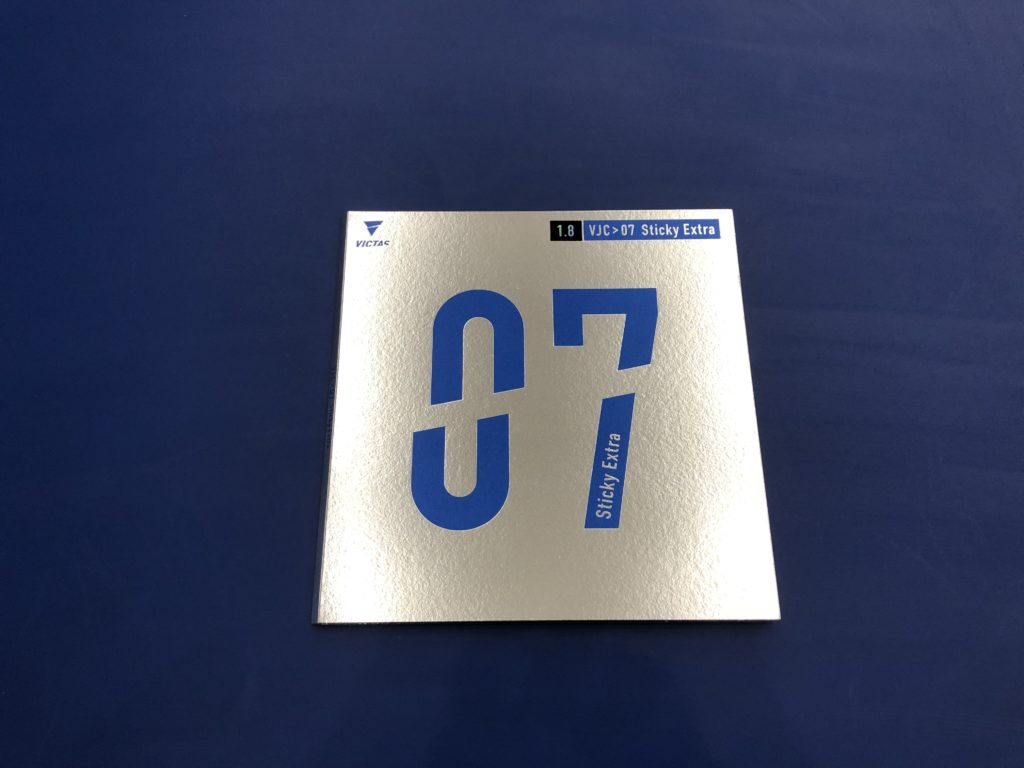 VICTAS
1.8 VJC>07 Sticky Extra
07
Sticky Extra